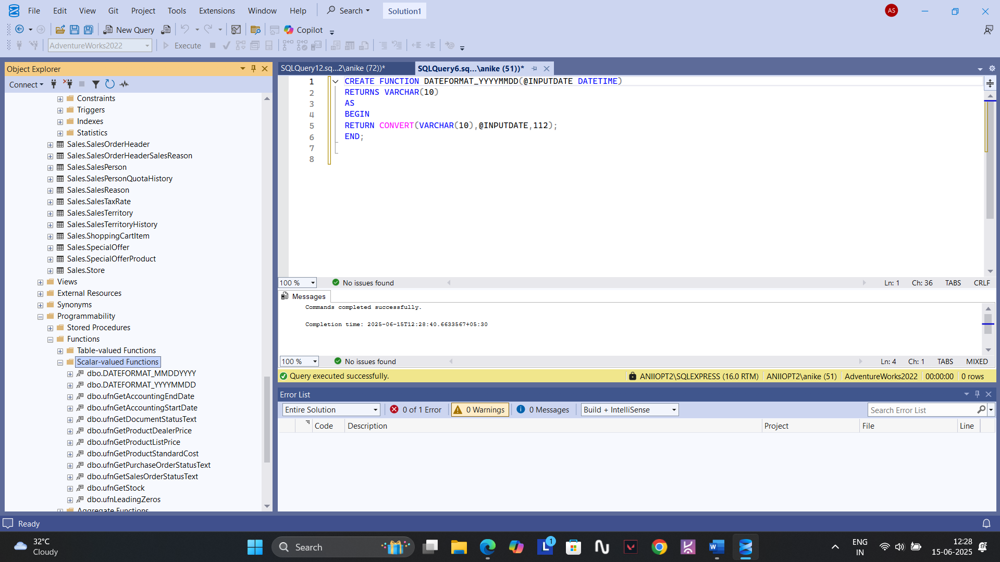 File Edit View Git Project Tools Extensions Window Help Search Solution1 AS
New Query Copilot
AdventureWorks2022 Execute
Object Explorer
Connect
Constraints
Triggers
Indexes
Statistics
Sales.SalesOrderHeader
Sales.SalesOrderHeaderSalesReason
Sales.SalesPerson
Sales.SalesPersonQuotaHistory
Sales.SalesReason
Sales.SalesTaxRate
Sales.SalesTerritory
Sales.SalesTerritoryHistory
Sales.ShoppingCartItem
Sales.SpecialOffer
Sales.SpecialOfferProduct
Sales.Store
Views
External Resources
Synonyms
Programmability
Stored Procedures
Functions
Table-valued Functions
Scalar-valued Functions
dbo.DATEFORMAT_MMDDYYYY
dbo.DATEFORMAT_YYYYMMDD
dbo.ufnGetAccountingEndDate
dbo.ufnGetAccountingStartDate
dbo.ufnGetDocumentStatusText
dbo.ufnGetProductDealerPrice
dbo.ufnGetProductListPrice
dbo.ufnGetProductStandardCost
dbo.ufnGetPurchaseOrderStatusText
dbo.ufnGetSalesOrderStatusText
dbo.ufnGetStock
dbo.ufnLeadingZeros
Aggregate Functions
SQLQuery12.sq...2\anike (72))* SQLQuery6.sq...\anike (51))*
1 CREATE FUNCTION DATEFORMAT_YYYYMMDD(@INPUTDATE DATETIME)
2 RETURNS VARCHAR(10)
3 AS
4 BEGIN
5 RETURN CONVERT(VARCHAR(10),@INPUTDATE,112);
6 END;
7
8
100 % No issues found Ln: 1 Ch: 36 TABS CRLF
Messages
Commands completed successfully.
Completion time: 2025-06-15T12:28:40.6633567+05:30
100 % No issues found Ln: 4 Ch: 1 TABS MIXED
Query executed successfully. ANIIOPT2\SQLEXPRESS (16.0 RTM) ANIIOPT2\anike (51) AdventureWorks2022 00:00:00 0 rows
Error List
Entire Solution 0 of 1 Error 0 Warnings 0 Messages Build + IntelliSense Search Error List
Code Description Project File Line
Ready
32°C
Cloudy
Search
L 1
W
ENG
IN
12:28
15-06-2025